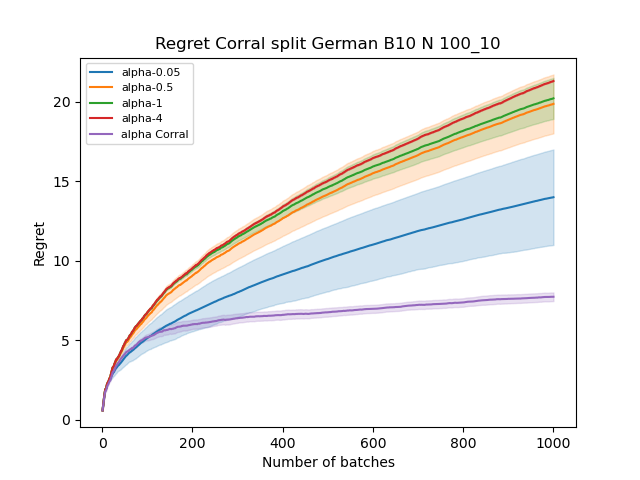 Regret Corral split German B10 N 100_10
alpha-0.05
alpha-0.5
alpha-1
alpha-4
alpha Corral
20
15
10
5
0
Regret
0 200 400 600 800 1000
Number of batches